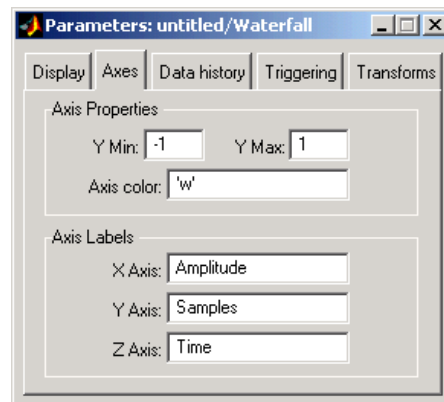 Parameters: untitled/Waterfall
Display Axes Data history Triggering Transforms
Axis Properties
Y Min: -1 Y Max: 1
Axis color: 'w'
Axis Labels
X Axis: Amplitude
Y Axis: Samples
Z Axis: Time